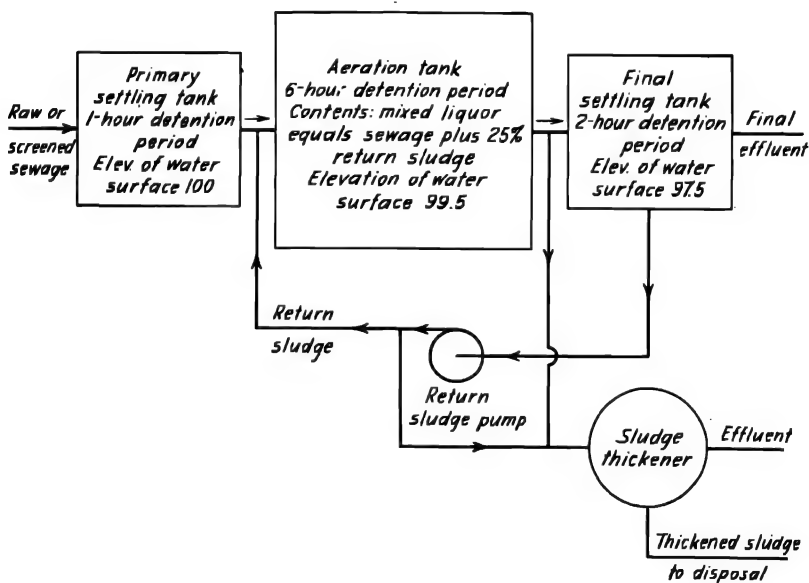 Primary
settling tank
1-hour detention
period
Elev. of water
surface 100
Aeration tank
6-hour detention period
Contents: mixed liquor
equals sewage plus 25%
return sludge
Elevation of water
surface 99.5
Final
settling tank
2-hour detention
period
Elev. of water
surface 97.5
Raw or
screened
sewage
Final
effluent
Return
sludge
Return
sludge pump
Sludge
thickener
Effluent
Thickened sludge
to disposal